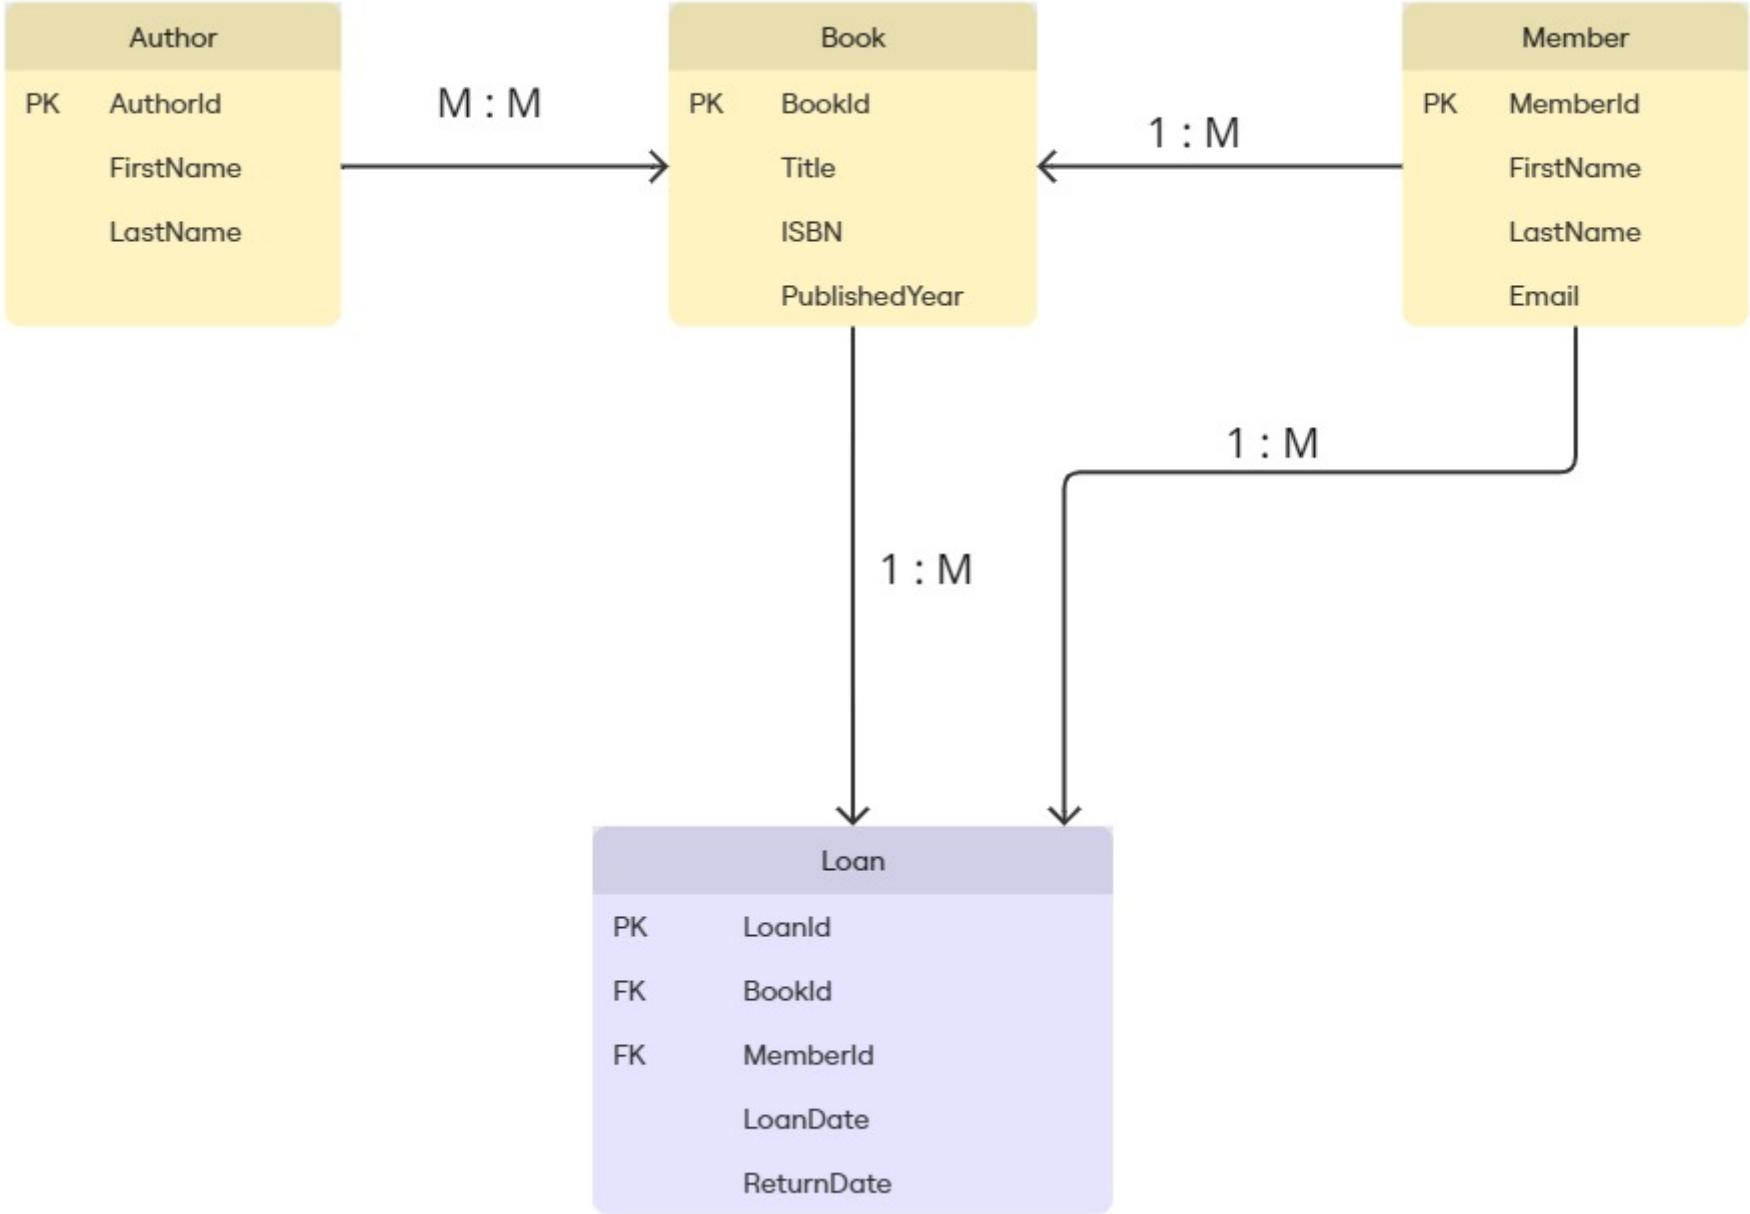 Author
PK AuthorId
FirstName
LastName
M : M
Book
PK BookId
Title
ISBN
PublishedYear
1 : M
Member
PK MemberId
FirstName
LastName
Email
1 : M
1 : M
Loan
PK LoanId
FK BookId
FK MemberId
LoanDate
ReturnDate